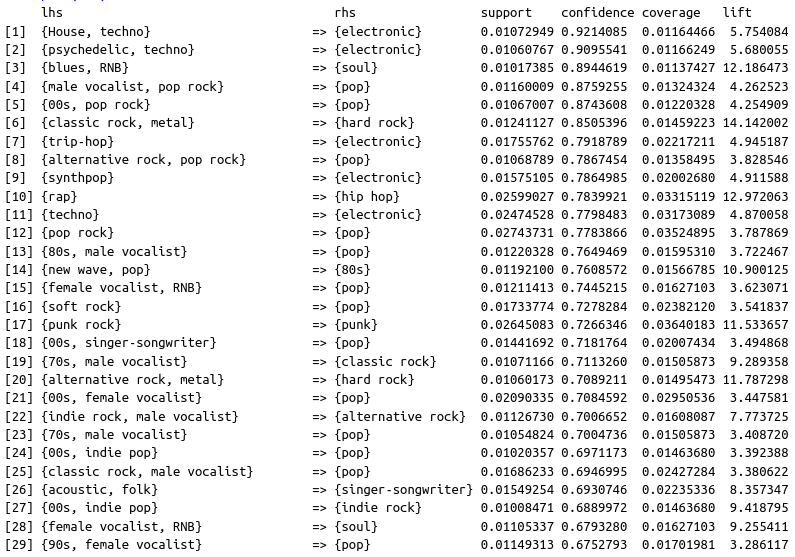 lhs rhs support confidence coverage lift
[1] {House, techno} => {electronic} 0.01072949 0.9214085 0.01164466 5.754084
[2] {psychedelic, techno} => {electronic} 0.01060767 0.9095541 0.01166249 5.680055
[3] {blues, RNB} => {soul} 0.01017385 0.8944619 0.01137427 12.186473
[4] {male vocalist, pop rock} => {pop} 0.01160009 0.8759255 0.01324324 4.262523
[5] {00s, pop rock} => {pop} 0.01067007 0.8743608 0.01220328 4.254909
[6] {classic rock, metal} => {hard rock} 0.01241127 0.8505396 0.01459223 14.142002
[7] {trip-hop} => {electronic} 0.01755762 0.7918789 0.02217211 4.945187
[8] {alternative rock, pop rock} => {pop} 0.01068789 0.7867454 0.01358495 3.828546
[9] {synthpop} => {electronic} 0.01575105 0.7864985 0.02002680 4.911588
[10] {rap} => {hip hop} 0.02599027 0.7839921 0.03315119 12.972063
[11] {techno} => {electronic} 0.02474528 0.7798483 0.03173089 4.870058
[12] {pop rock} => {pop} 0.02743731 0.7783866 0.03524895 3.787869
[13] {80s, male vocalist} => {pop} 0.01220328 0.7649469 0.01595310 3.722467
[14] {new wave, pop} => {80s} 0.01192100 0.7608572 0.01566785 10.900125
[15] {female vocalist, RNB} => {pop} 0.01211413 0.7445215 0.01627103 3.623071
[16] {soft rock} => {pop} 0.01733774 0.7278284 0.02382120 3.541837
[17] {punk rock} => {punk} 0.02645083 0.7266346 0.03640183 11.533657
[18] {00s, singer-songwriter} => {pop} 0.01441692 0.7181764 0.02007434 3.494868
[19] {70s, male vocalist} => {classic rock} 0.01071166 0.7113260 0.01505873 9.289358
[20] {alternative rock, metal} => {hard rock} 0.01060173 0.7089211 0.01495473 11.787298
[21] {00s, female vocalist} => {pop} 0.02090335 0.7084592 0.02950536 3.447581
[22] {indie rock, male vocalist} => {alternative rock} 0.01126730 0.7006652 0.01608087 7.773725
[23] {70s, male vocalist} => {pop} 0.01054824 0.7004736 0.01505873 3.408720
[24] {00s, indie pop} => {pop} 0.01020357 0.6971173 0.01463680 3.392388
[25] {classic rock, male vocalist} => {pop} 0.01686233 0.6946995 0.02427284 3.380622
[26] {acoustic, folk} => {singer-songwriter} 0.01549254 0.6930746 0.02235336 8.357347
[27] {00s, indie pop} => {indie rock} 0.01008471 0.6889972 0.01463680 9.418795
[28] {female vocalist, RNB} => {soul} 0.01105337 0.6793280 0.01627103 9.255411
[29] {90s, female vocalist} => {pop} 0.01149313 0.6752793 0.01701981 3.286117